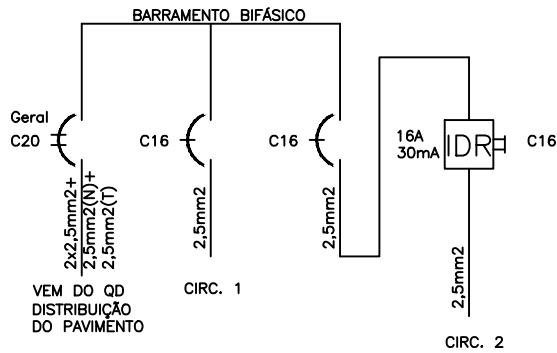 BARRAMENTO BIFÁSICO
Geral
C20
C16
C16
16A
30mA
IDR
C16
2x2,5mm2+
2,5mm2(N)+
2,5mm2(T)
2,5mm2
2,5mm2
2,5mm2
VEM DO QD
DISTRIBUIÇÃO
DO PAVIMENTO
CIRC. 1
CIRC. 2